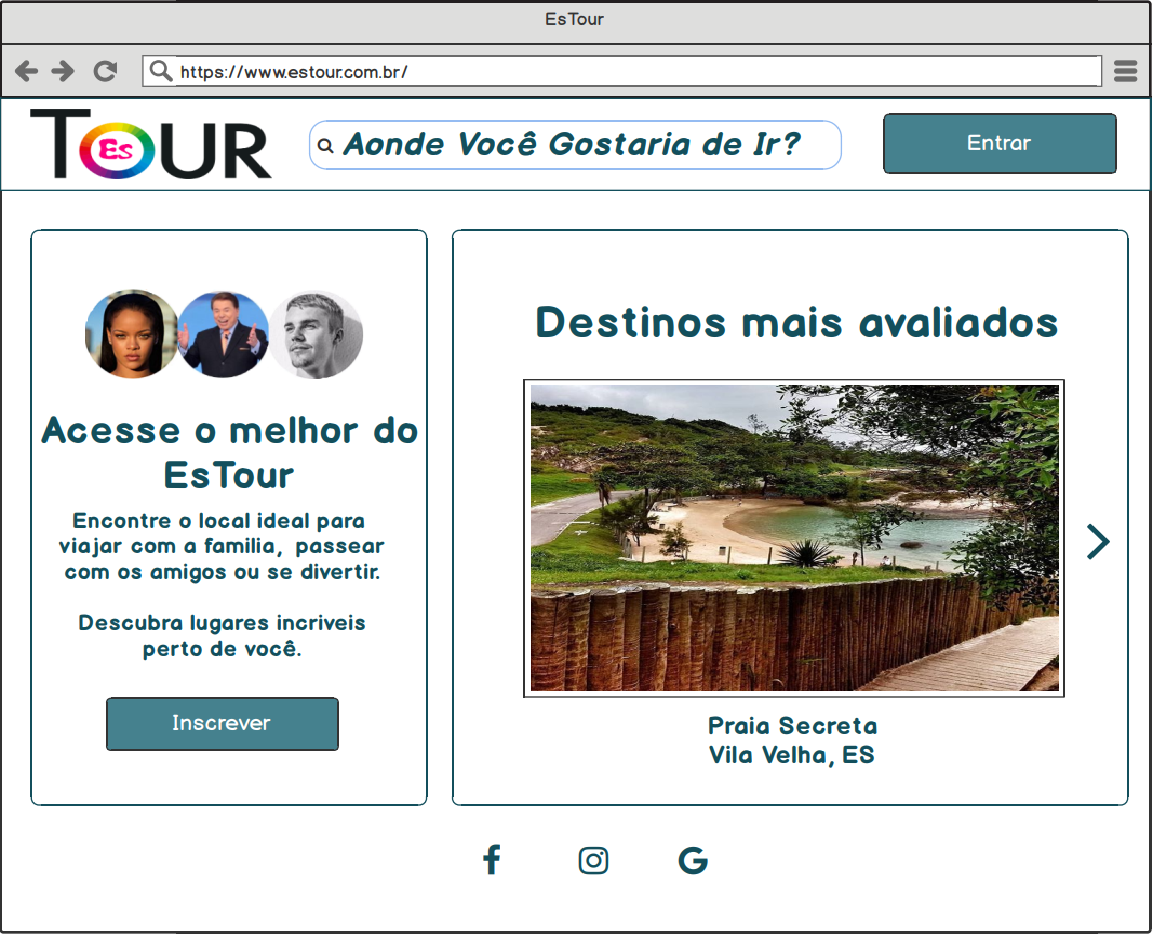 EsTour
https://www.estour.com.br/
TOUR
Es
Aonde Você Gostaria de Ir?
Entrar
Acesse o melhor do
EsTour
Encontre o local ideal para
viajar com a familia, passear
com os amigos ou se divertir.
Descubra lugares incriveis
perto de você.
Inscrever
Destinos mais avaliados
Praia Secreta
Vila Velha, ES